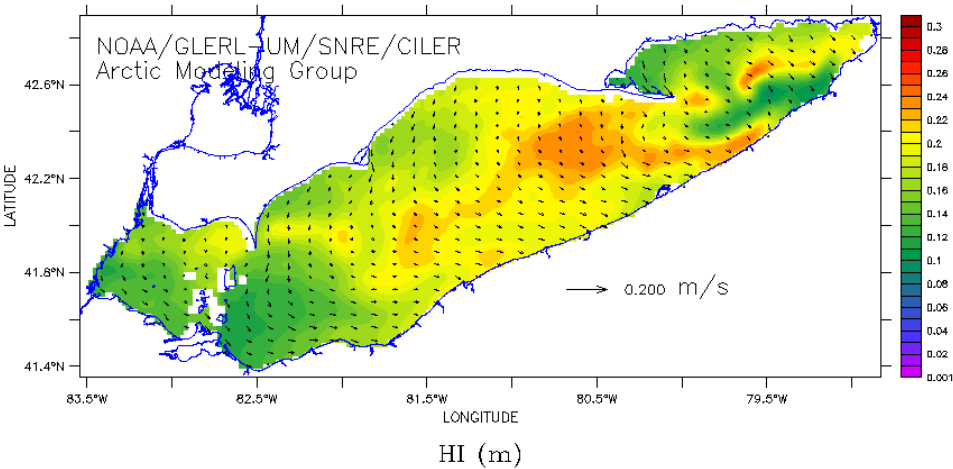 NOAA/GLERL-UM/SNRE/CILER
Arctic Modeling Group
LATITUDE
42.6°N
42.2°N
41.8°N
41.4°N
0.200 m/s
83.5°W 82.5°W 81.5°W 80.5°W 79.5°W
LONGITUDE
HI (m)
0.3
0.28
0.26
0.24
0.22
0.2
0.18
0.16
0.14
0.12
0.1
0.08
0.06
0.04
0.02
0.001